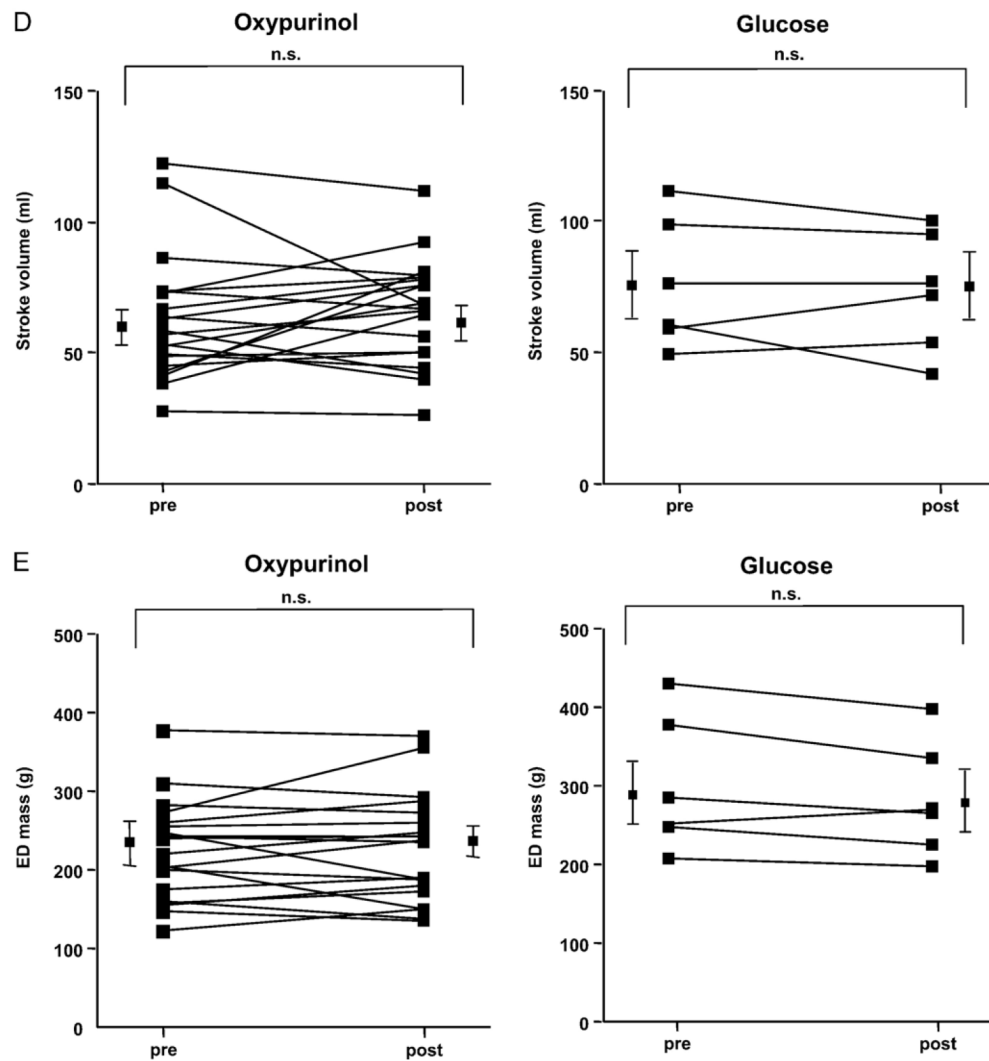 D
Oxypurinol
n.s.
150
100
50
0
Stroke volume (ml)
pre post
Glucose
n.s.
150
100
50
0
Stroke volume (ml)
pre post
E
Oxypurinol
n.s.
500
400
300
200
100
0
ED mass (g)
pre post
Glucose
n.s.
500
400
300
200
100
0
ED mass (g)
pre post